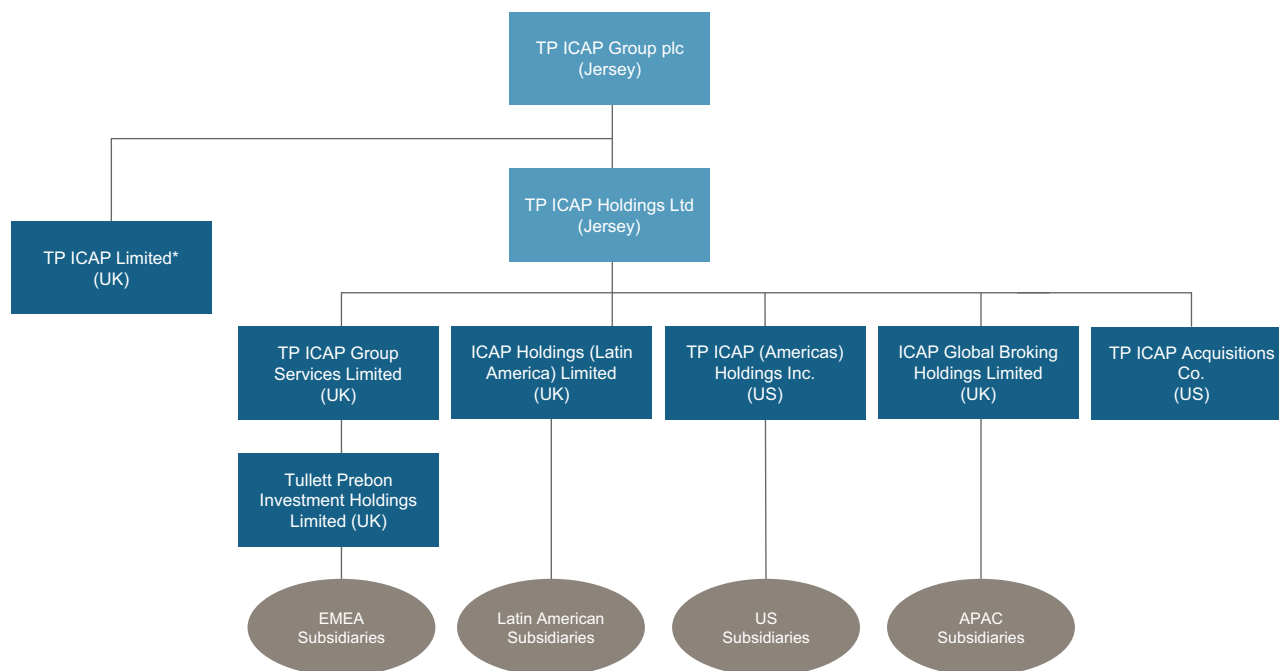 TP ICAP Group plc
(Jersey)
TP ICAP Holdings Ltd
(Jersey)
TP ICAP Limited*
(UK)
TP ICAP Group
Services Limited
(UK)
ICAP Holdings (Latin
America) Limited
(UK)
TP ICAP (Americas)
Holdings Inc.
(US)
ICAP Global Broking
Holdings Limited
(UK)
TP ICAP Acquisitions
Co.
(US)
Tullett Prebon
Investment Holdings
Limited (UK)
EMEA
Subsidiaries
Latin American
Subsidiaries
US
Subsidiaries
APAC
Subsidiaries